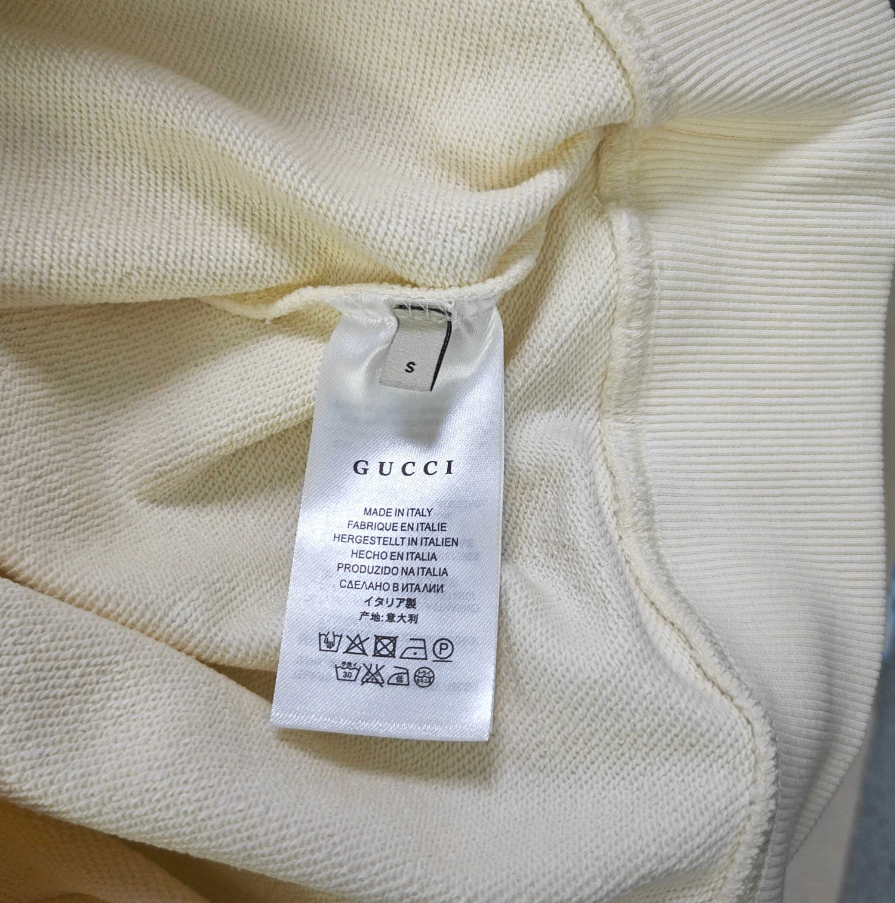 S
GUCCI
MADE IN ITALY
FABRIQUE EN ITALIE
HERGESTELLT IN ITALIEN
HECHO EN ITALIA
PRODUZIDO NA ITALIA
СДЕЛАНО В ИТАЛИИ
イタリア製
产地:意大利
P
30